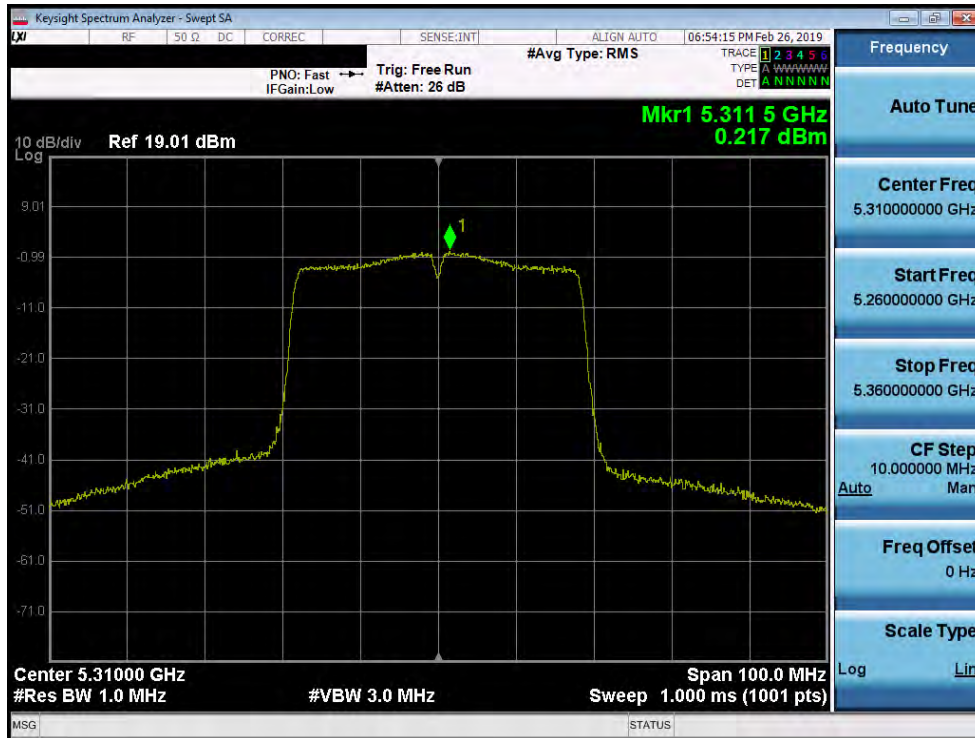 Keysight Spectrum Analyzer - Swept SA
LXI RF 50 Ω DC CORREC SENSE:INT ALIGN AUTO 06:54:15 PM Feb 26, 2019
Frequency
PNO: Fast
IFGain:Low
Trig: Free Run
#Atten: 26 dB
#Avg Type: RMS
TRACE 1 2 3 4 5 6
TYPE A WWWWW
DET A N N N N N
Auto Tune
Mkr1 5.311 5 GHz
0.217 dBm
10 dB/div Ref 19.01 dBm
Log
1
9.01
-0.99
-11.0
-21.0
-31.0
-41.0
-51.0
-61.0
-71.0
Center Freq
5.310000000 GHz
Start Freq
5.260000000 GHz
Stop Freq
5.360000000 GHz
CF Step
10.000000 MHz
Auto Man
Freq Offset
0 Hz
Scale Type
Log Lin
Center 5.31000 GHz Span 100.0 MHz
#Res BW 1.0 MHz #VBW 3.0 MHz Sweep 1.000 ms (1001 pts)
MSG STATUS